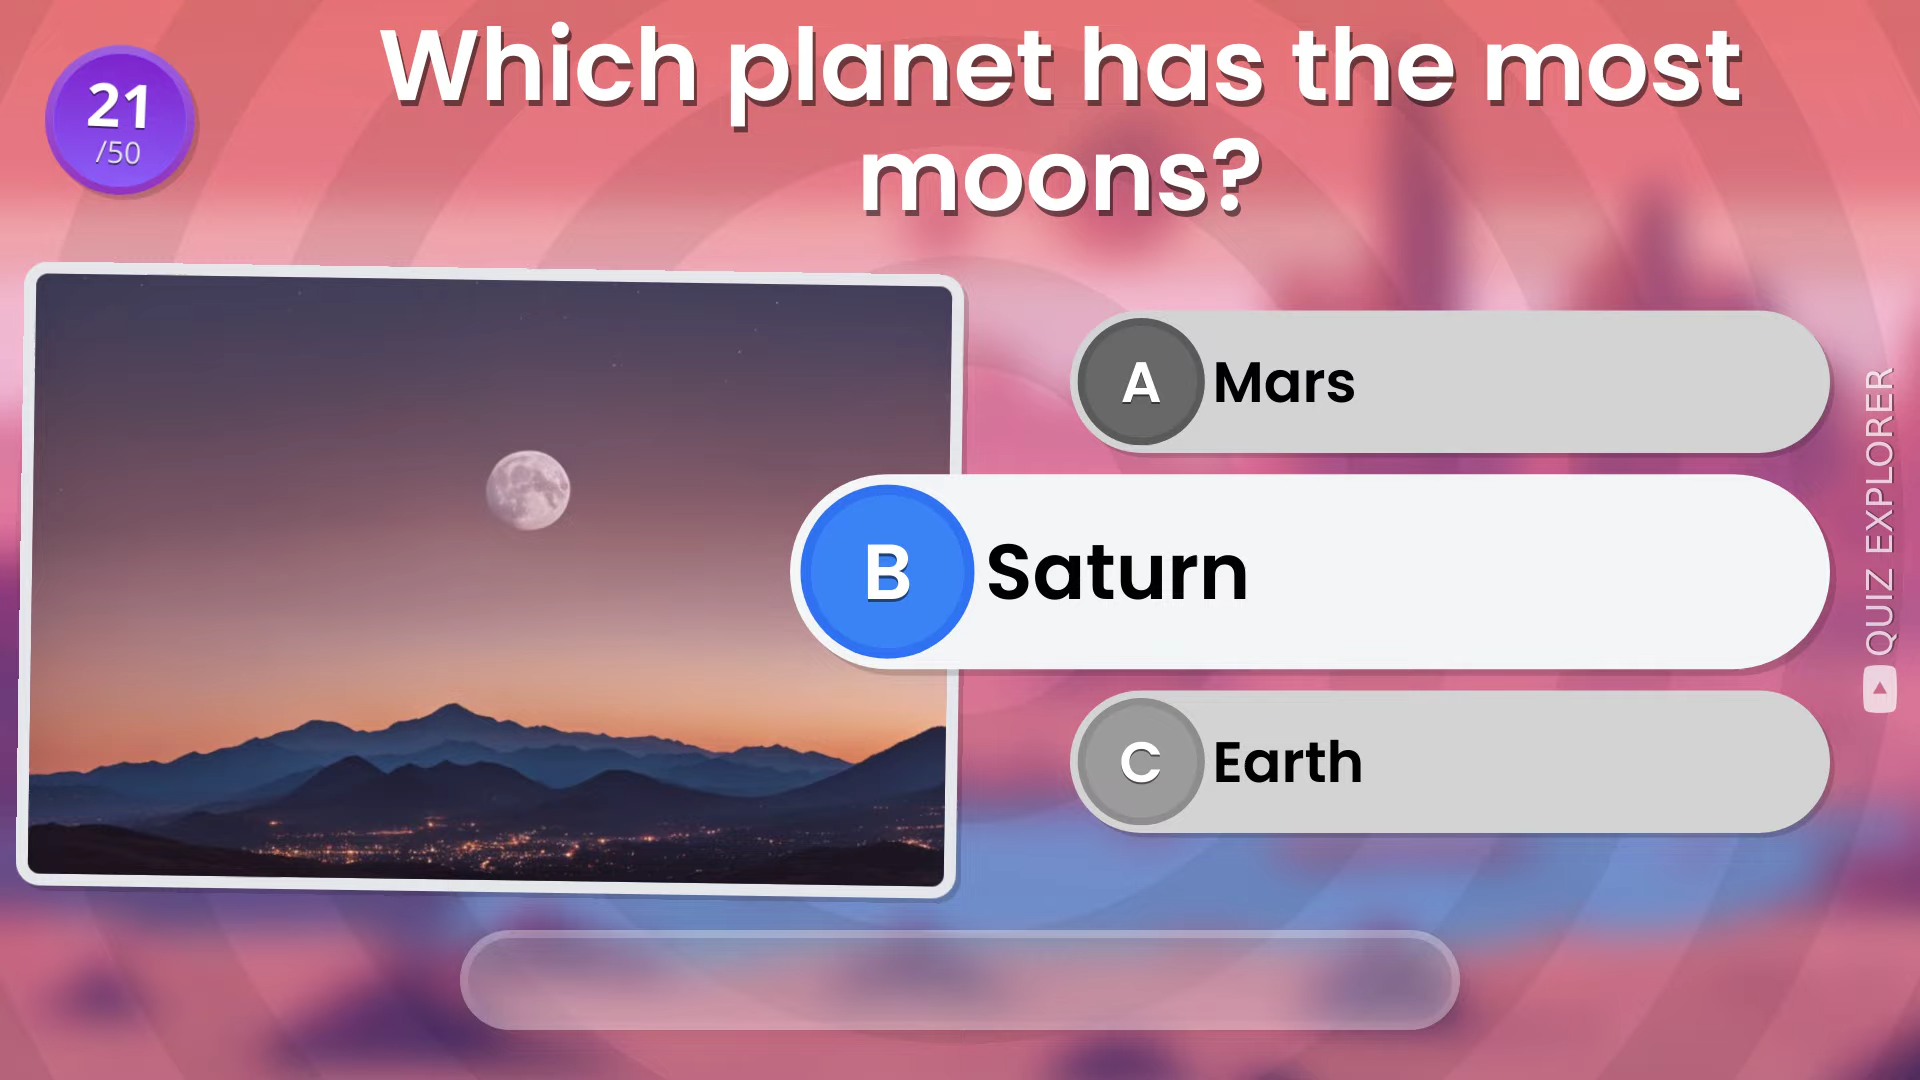 21
/50
Which planet has the most
moons?
A Mars
B Saturn
C Earth
QUIZ EXPLORER